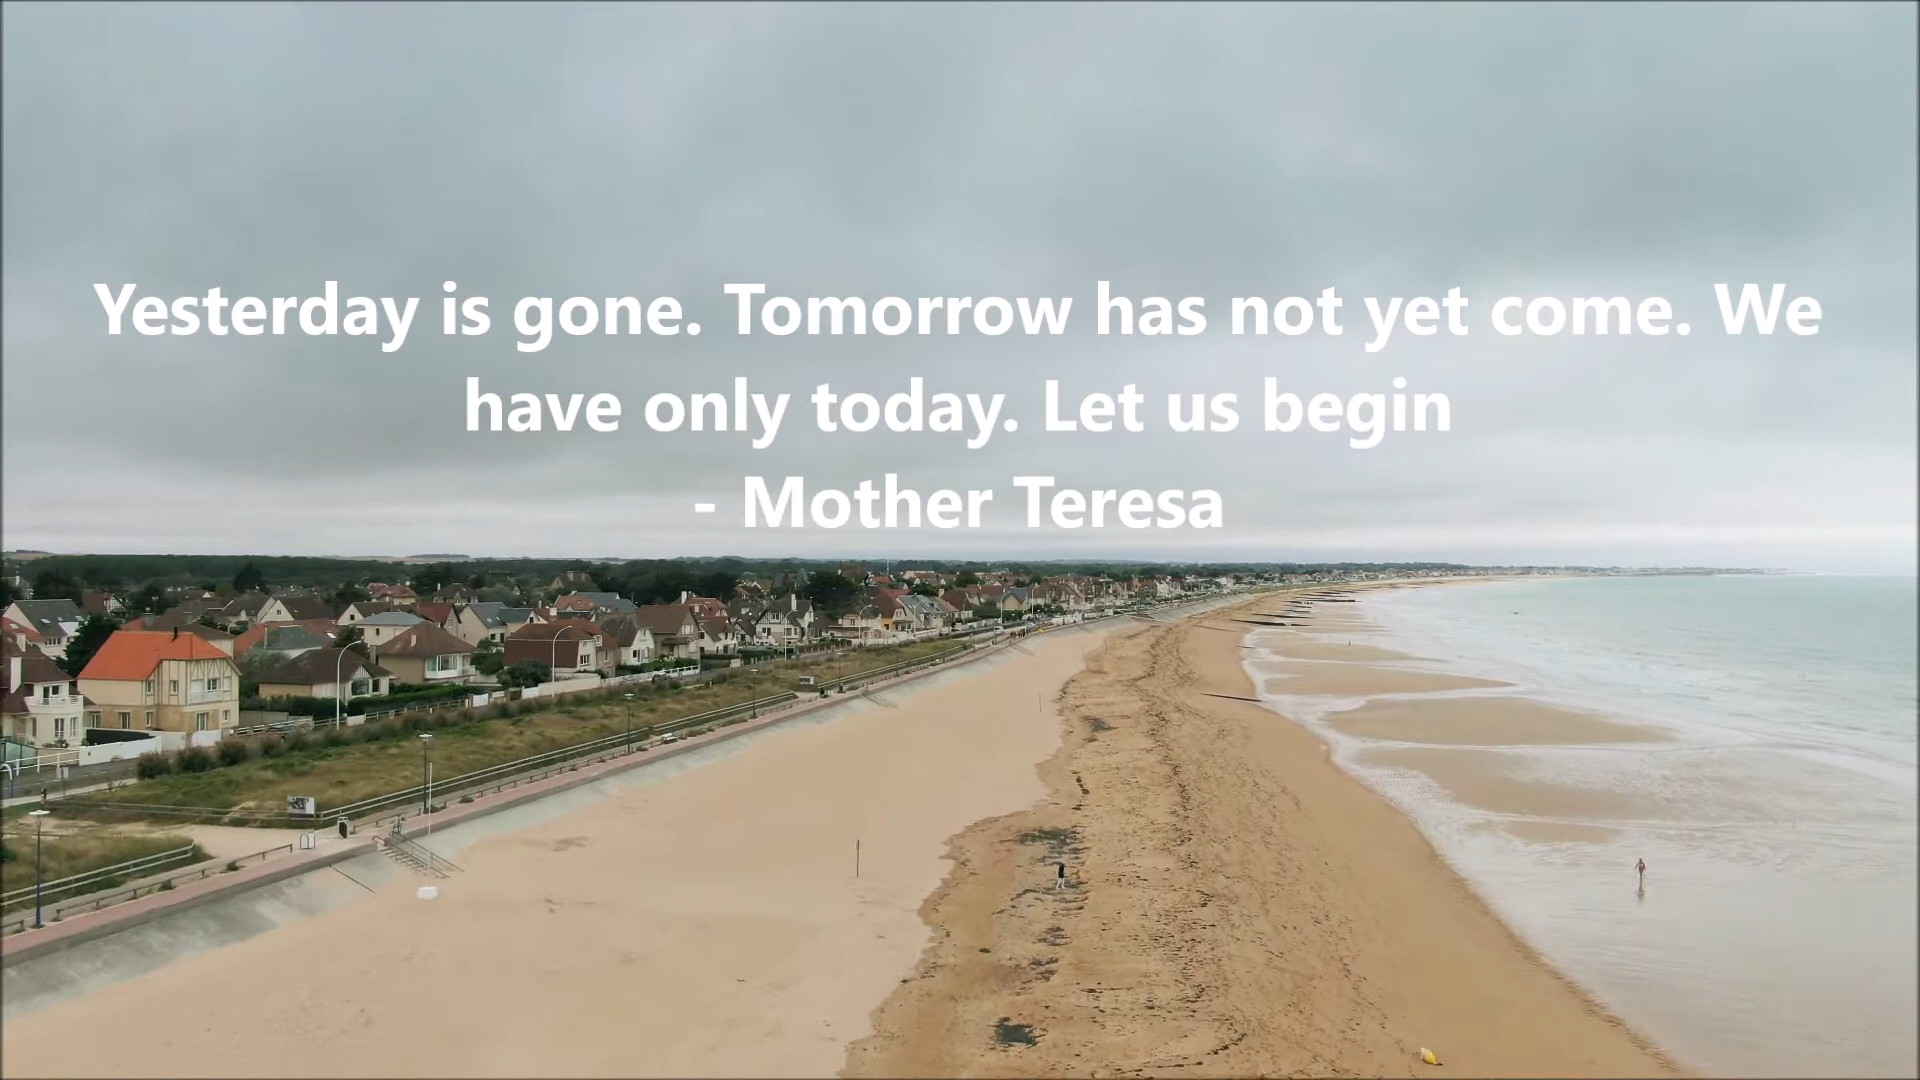 Yesterday is gone. Tomorrow has not yet come. We
have only today. Let us begin
- Mother Teresa